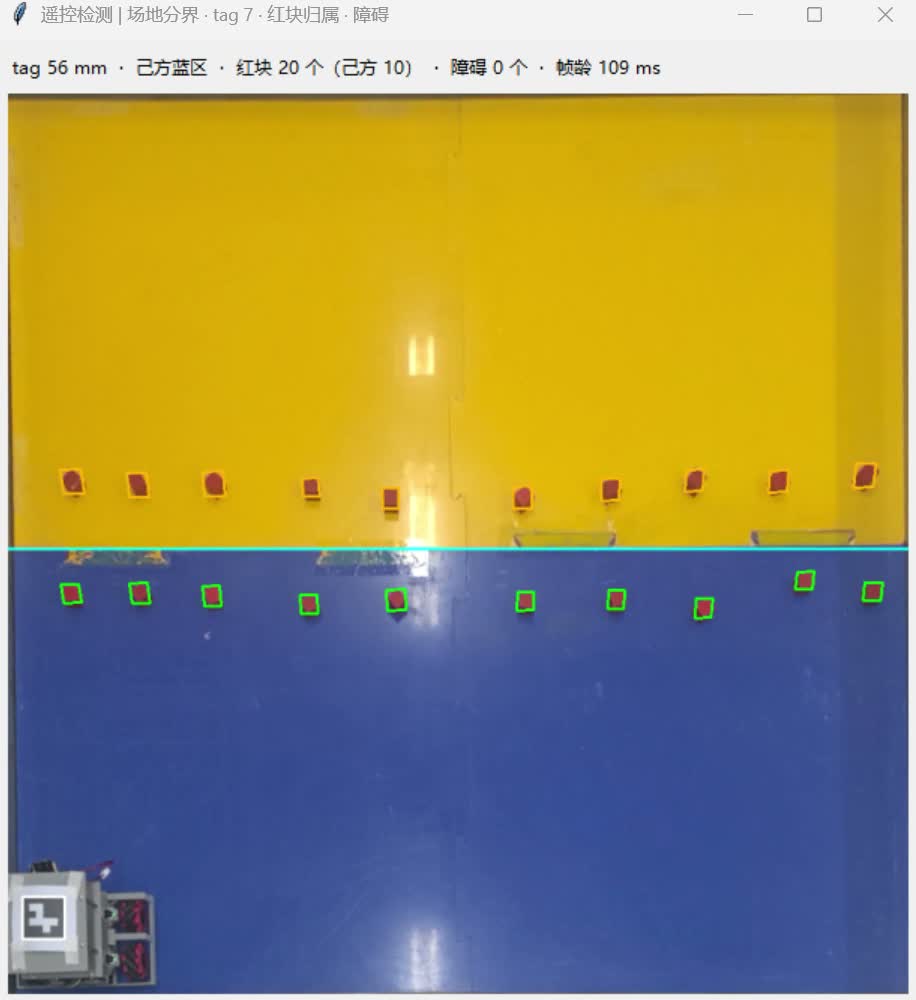 遥控检测 | 场地分界 · tag 7 · 红块归属 · 障碍
tag 56 mm · 己方蓝区 · 红块 20 个（己方 10） · 障碍 0 个 · 帧龄 109 ms